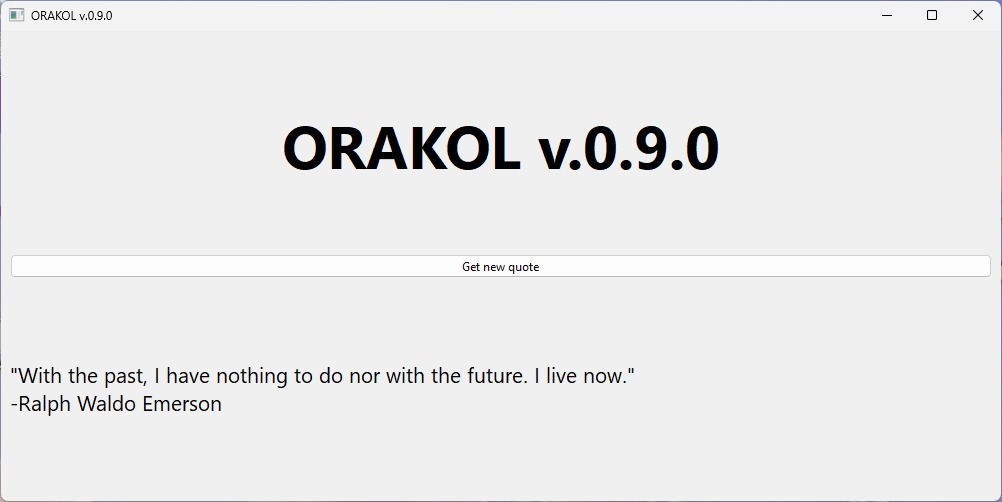 ORAKOL v.0.9.0
ORAKOL v.0.9.0
Get new quote
"With the past, I have nothing to do nor with the future. I live now."
-Ralph Waldo Emerson